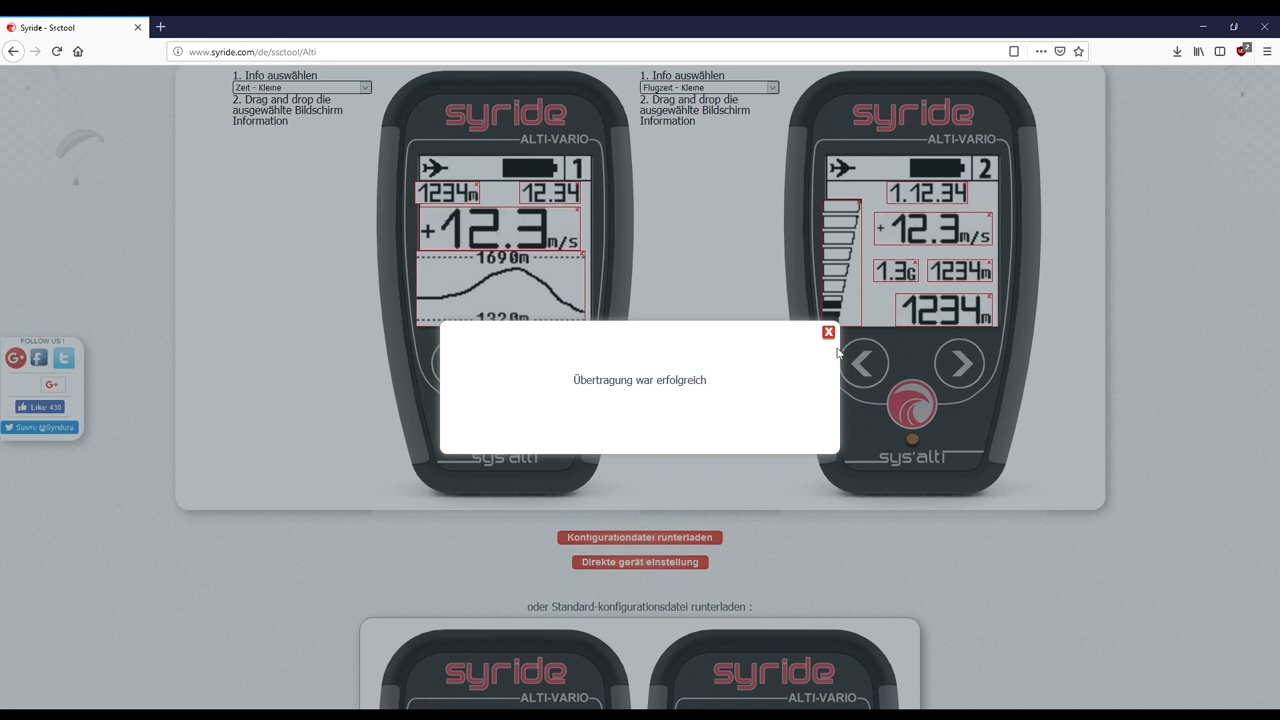 Syride - Ssctool
www.syride.com/de/ssctool/Alti
2
1. Info auswählen
Zeit - Kleine
2. Drag and drop die
ausgewählte Bildschirm
Information
syride
ALTI-VARIO
1
1234m
12.34
+12.3m/s
1690m
1320m
sys'alti
1. Info auswählen
Flugzeit - Kleine
2. Drag and drop die
ausgewählte Bildschirm
Information
syride
ALTI-VARIO
2
1.12.34
+12.3m/s
1.3G
1234m
1234m
sys'alti
FOLLOW US !
G+
Like 430
Suivre @Syridefra
X
Übertragung war erfolgreich
Konfigurationdatei runterladen
Direkte gerät einstellung
oder Standard-konfigurationsdatei runterladen :
syride
ALTI-VARIO
syride
ALTI-VARIO